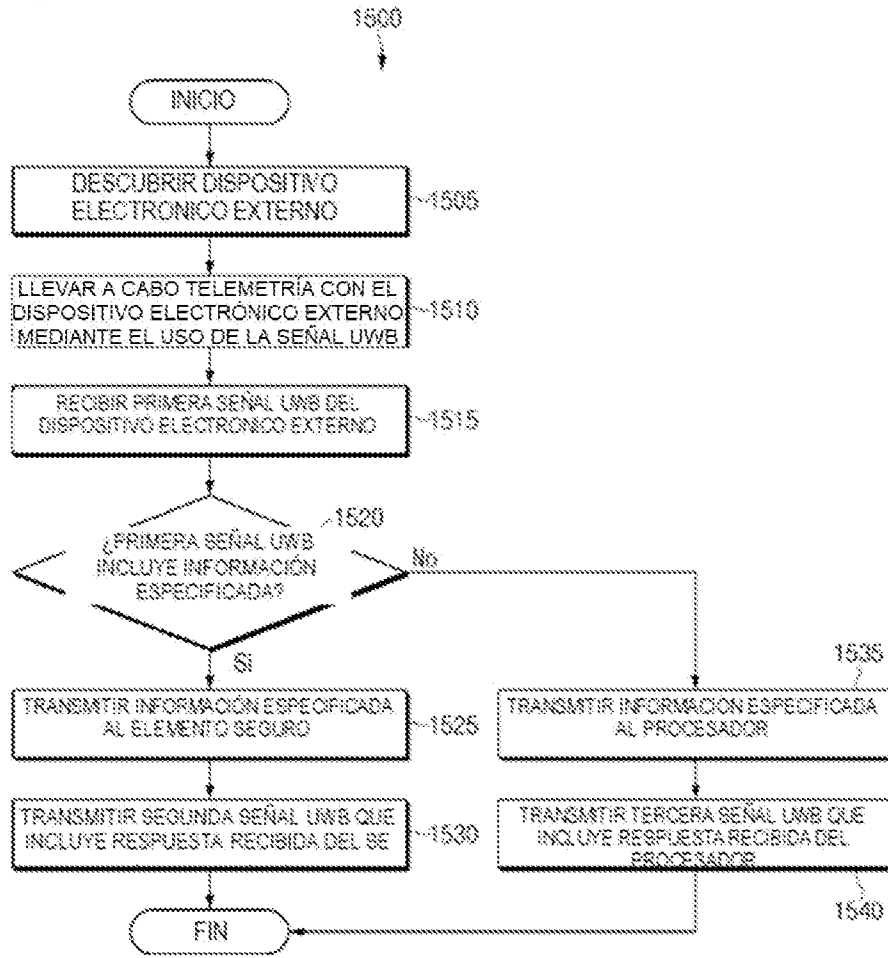 1500
INICIO
DESCUBRIR DISPOSITIVO
ELECTRONICO EXTERNO
1505
LLEVAR A CABO TELEMETRÍA CON EL
DISPOSITIVO ELECTRÓNICO EXTERNO
MEDIANTE EL USO DE LA SEÑAL UWB
1510
RECIBIR PRIMERA SEÑAL UWB DEL
DISPOSITIVO ELECTRONICO EXTERNO
1515
1520
¿PRIMERA SEÑAL UWB
INCLUYE INFORMACIÓN
ESPECIFICADA?
No
Si
1535
TRANSMITIR INFORMACIÓN ESPECIFICADA
AL ELEMENTO SEGURO
1525
TRANSMITIR INFORMACION ESPECIFICADA
AL PROCESADOR
TRANSMITIR SEGUNDA SEÑAL UWB QUE
INCLUYE RESPUESTA RECIBIDA DEL SE
1530
TRANSMITIR TERCERA SEÑAL UWB QUE
INCLUYE RESPUESTA RECIBIDA DEL
PROCESADOR
1540
FIN